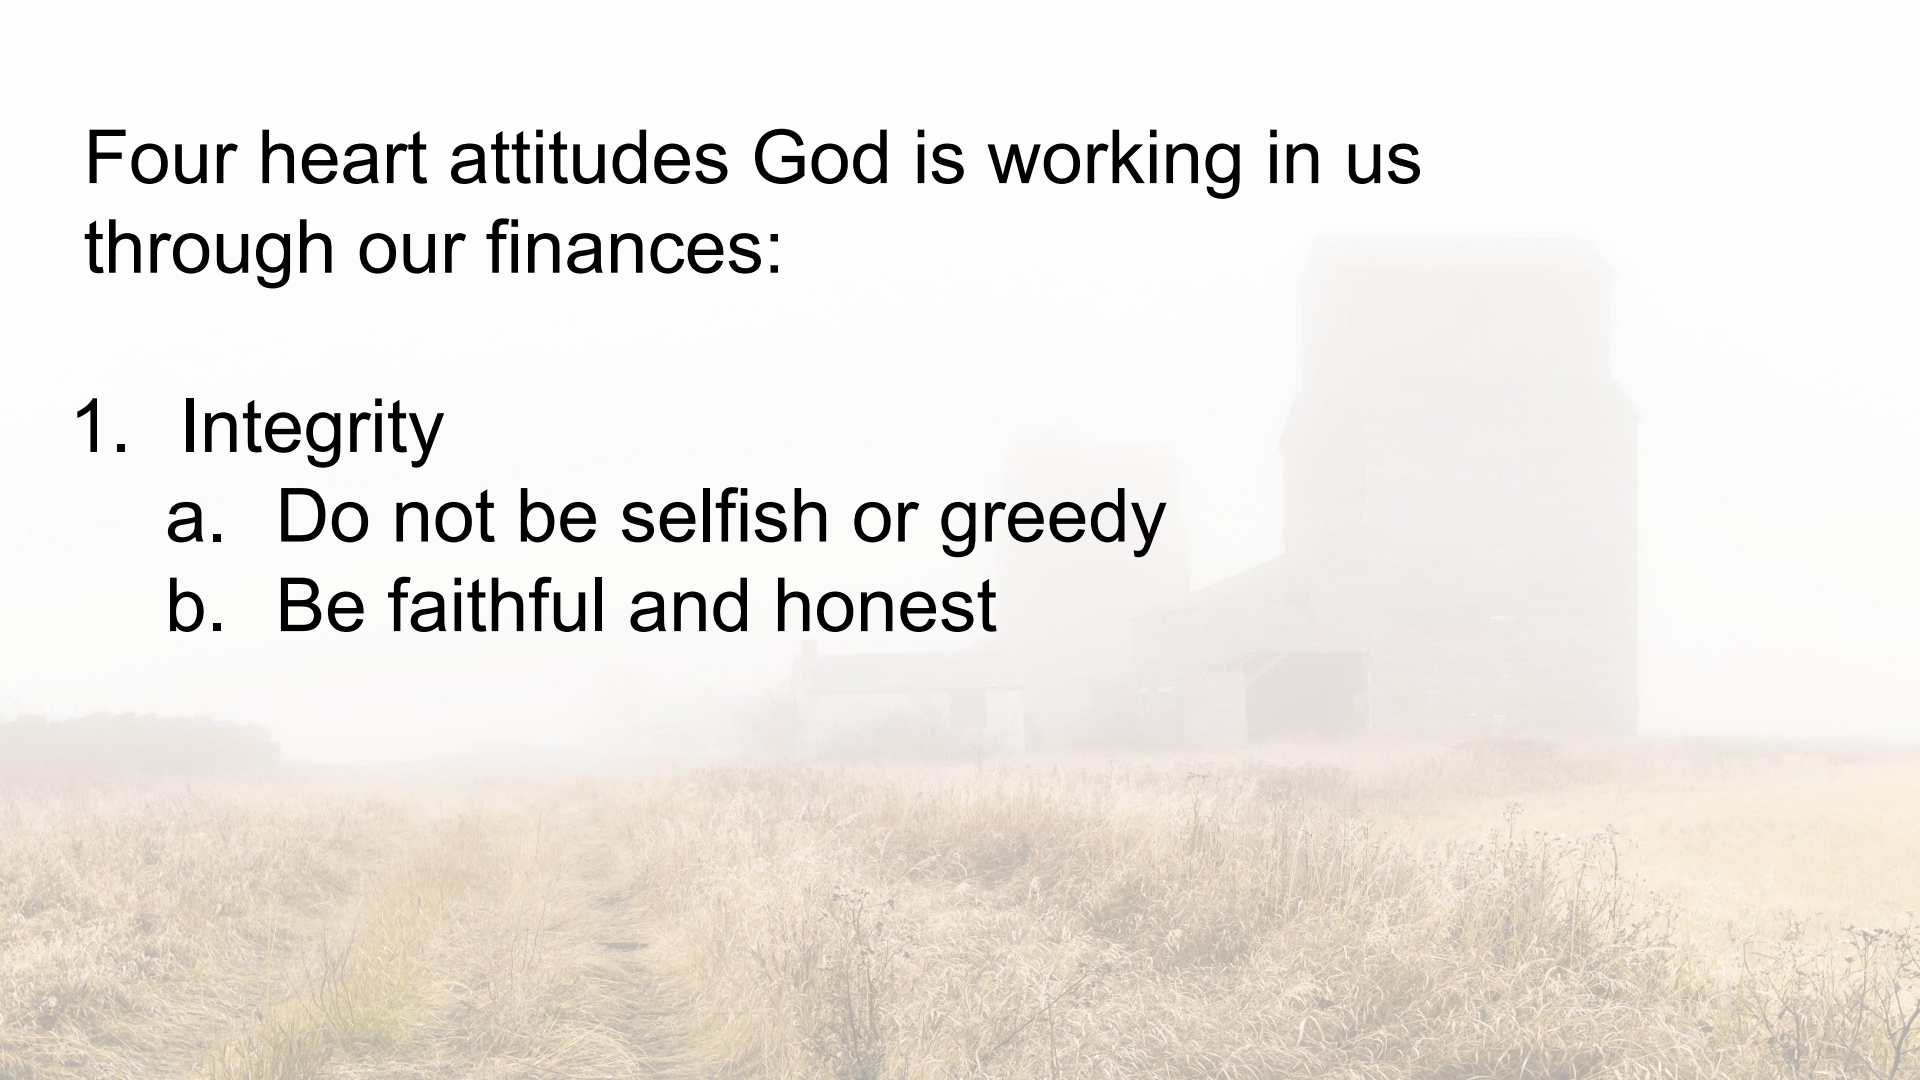 Four heart attitudes God is working in us
through our finances:
1. Integrity
a. Do not be selfish or greedy
b. Be faithful and honest